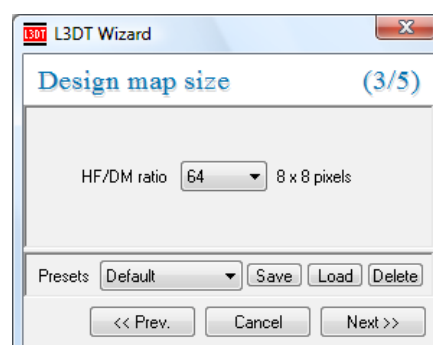 L3DT L3DT Wizard X
Design map size (3/5)
HF/DM ratio 64 8 x 8 pixels
Presets Default Save Load Delete
<< Prev. Cancel Next >>